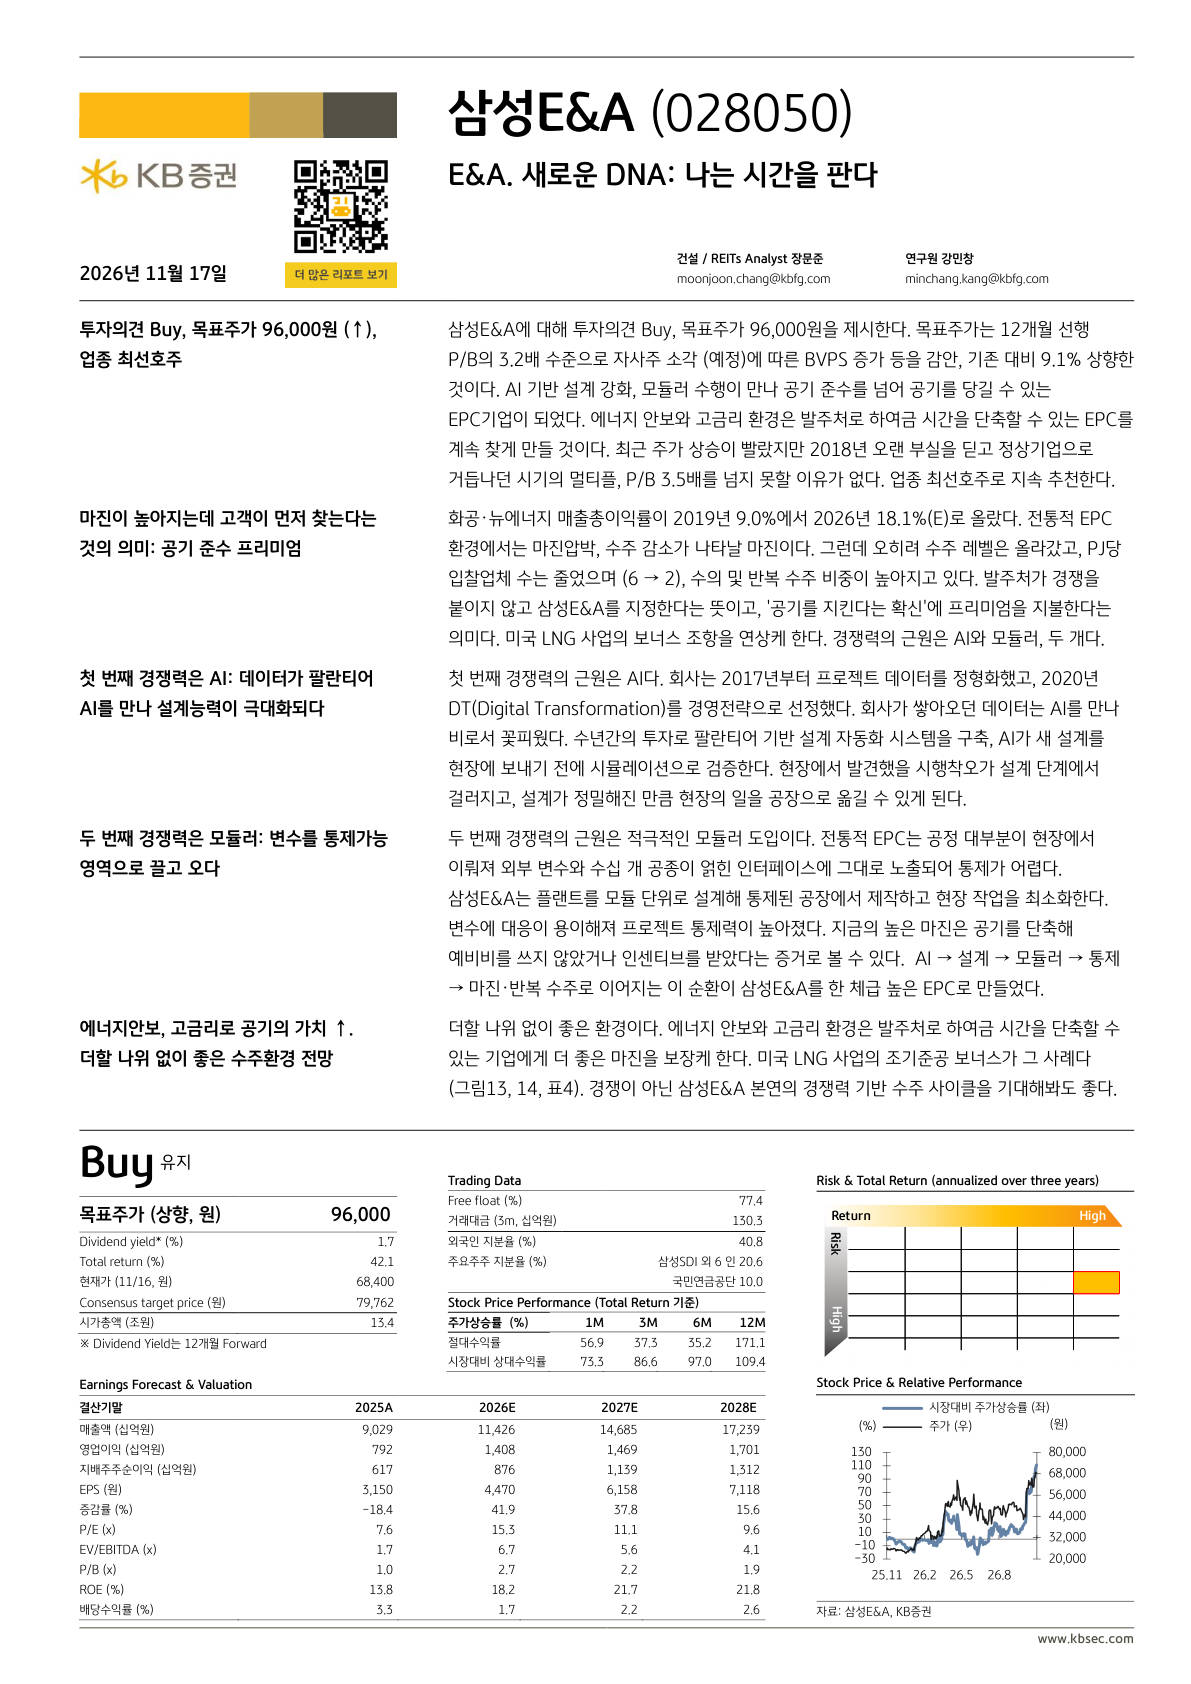 삼성E&A (028050)
E&A. 새로운 DNA: 나는 시간을 판다
KB증권
더 많은 리포트 보기
2026년 11월 17일
건설 / REITs Analyst 장문준
moonjoon.chang@kbfg.com
연구원 강민창
minchang.kang@kbfg.com
투자의견 Buy, 목표주가 96,000원 (↑),
업종 최선호주
삼성E&A에 대해 투자의견 Buy, 목표주가 96,000원을 제시한다. 목표주가는 12개월 선행
P/B의 3.2배 수준으로 자사주 소각 (예정)에 따른 BVPS 증가 등을 감안, 기존 대비 9.1% 상향한
것이다. AI 기반 설계 강화, 모듈러 수행이 만나 공기 준수를 넘어 공기를 당길 수 있는
EPC기업이 되었다. 에너지 안보와 고금리 환경은 발주처로 하여금 시간을 단축할 수 있는 EPC를
계속 찾게 만들 것이다. 최근 주가 상승이 빨랐지만 2018년 오랜 부실을 딛고 정상기업으로
거듭나던 시기의 멀티플, P/B 3.5배를 넘지 못할 이유가 없다. 업종 최선호주로 지속 추천한다.
마진이 높아지는데 고객이 먼저 찾는다는
것의 의미: 공기 준수 프리미엄
화공·뉴에너지 매출총이익률이 2019년 9.0%에서 2026년 18.1%(E)로 올랐다. 전통적 EPC
환경에서는 마진압박, 수주 감소가 나타날 마진이다. 그런데 오히려 수주 레벨은 올라갔고, PJ당
입찰업체 수는 줄었으며 (6 → 2), 수의 및 반복 수주 비중이 높아지고 있다. 발주처가 경쟁을
붙이지 않고 삼성E&A를 지정한다는 뜻이고, '공기를 지킨다는 확신'에 프리미엄을 지불한다는
의미다. 미국 LNG 사업의 보너스 조항을 연상케 한다. 경쟁력의 근원은 AI와 모듈러, 두 개다.
첫 번째 경쟁력은 AI: 데이터가 팔란티어
AI를 만나 설계능력이 극대화되다
첫 번째 경쟁력의 근원은 AI다. 회사는 2017년부터 프로젝트 데이터를 정형화했고, 2020년
DT(Digital Transformation)를 경영전략으로 선정했다. 회사가 쌓아오던 데이터는 AI를 만나
비로서 꽃피웠다. 수년간의 투자로 팔란티어 기반 설계 자동화 시스템을 구축, AI가 새 설계를
현장에 보내기 전에 시뮬레이션으로 검증한다. 현장에서 발견했을 시행착오가 설계 단계에서
걸러지고, 설계가 정밀해진 만큼 현장의 일을 공장으로 옮길 수 있게 된다.
두 번째 경쟁력은 모듈러: 변수를 통제가능
영역으로 끌고 오다
두 번째 경쟁력의 근원은 적극적인 모듈러 도입이다. 전통적 EPC는 공정 대부분이 현장에서
이뤄져 외부 변수와 수십 개 공종이 얽힌 인터페이스에 그대로 노출되어 통제가 어렵다.
삼성E&A는 플랜트를 모듈 단위로 설계해 통제된 공장에서 제작하고 현장 작업을 최소화한다.
변수에 대응이 용이해져 프로젝트 통제력이 높아졌다. 지금의 높은 마진은 공기를 단축해
예비비를 쓰지 않았거나 인센티브를 받았다는 증거로 볼 수 있다. AI → 설계 → 모듈러 → 통제
→ 마진·반복 수주로 이어지는 이 순환이 삼성E&A를 한 체급 높은 EPC로 만들었다.
에너지안보, 고금리로 공기의 가치 ↑.
더할 나위 없이 좋은 수주환경 전망
더할 나위 없이 좋은 환경이다. 에너지 안보와 고금리 환경은 발주처로 하여금 시간을 단축할 수
있는 기업에게 더 좋은 마진을 보장케 한다. 미국 LNG 사업의 조기준공 보너스가 그 사례다
(그림13, 14, 표4). 경쟁이 아닌 삼성E&A 본연의 경쟁력 기반 수주 사이클을 기대해봐도 좋다.
Buy 유지
목표주가 (상향, 원) 96,000
Dividend yield* (%) 1.7
Total return (%) 42.1
현재가 (11/16, 원) 68,400
Consensus target price (원) 79,762
시가총액 (조원) 13.4
※ Dividend Yield는 12개월 Forward
Trading Data
Free float (%) 77.4
거래대금 (3m, 십억원) 130.3
외국인 지분율 (%) 40.8
주요주주 지분율 (%) 삼성SDI 외 6 인 20.6
국민연금공단 10.0
Stock Price Performance (Total Return 기준)
주가상승률 (%) 1M 3M 6M 12M
절대수익률 56.9 37.3 35.2 171.1
시장대비 상대수익률 73.3 86.6 97.0 109.4
Risk & Total Return (annualized over three years)
Return High
Risk
High
Earnings Forecast & Valuation
결산기말 2025A 2026E 2027E 2028E
매출액 (십억원) 9,029 11,426 14,685 17,239
영업이익 (십억원) 792 1,408 1,469 1,701
지배주주순이익 (십억원) 617 876 1,139 1,312
EPS (원) 3,150 4,470 6,158 7,118
증감률 (%) −18.4 41.9 37.8 15.6
P/E (x) 7.6 15.3 11.1 9.6
EV/EBITDA (x) 1.7 6.7 5.6 4.1
P/B (x) 1.0 2.7 2.2 1.9
ROE (%) 13.8 18.2 21.7 21.8
배당수익률 (%) 3.3 1.7 2.2 2.6
Stock Price & Relative Performance
시장대비 주가상승률 (좌)
(%) 주가 (우) (원)
130 80,000
110
90 68,000
70 56,000
50
30 44,000
10 32,000
−10
−30 20,000
25.11 26.2 26.5 26.8
자료: 삼성E&A, KB증권
www.kbsec.com